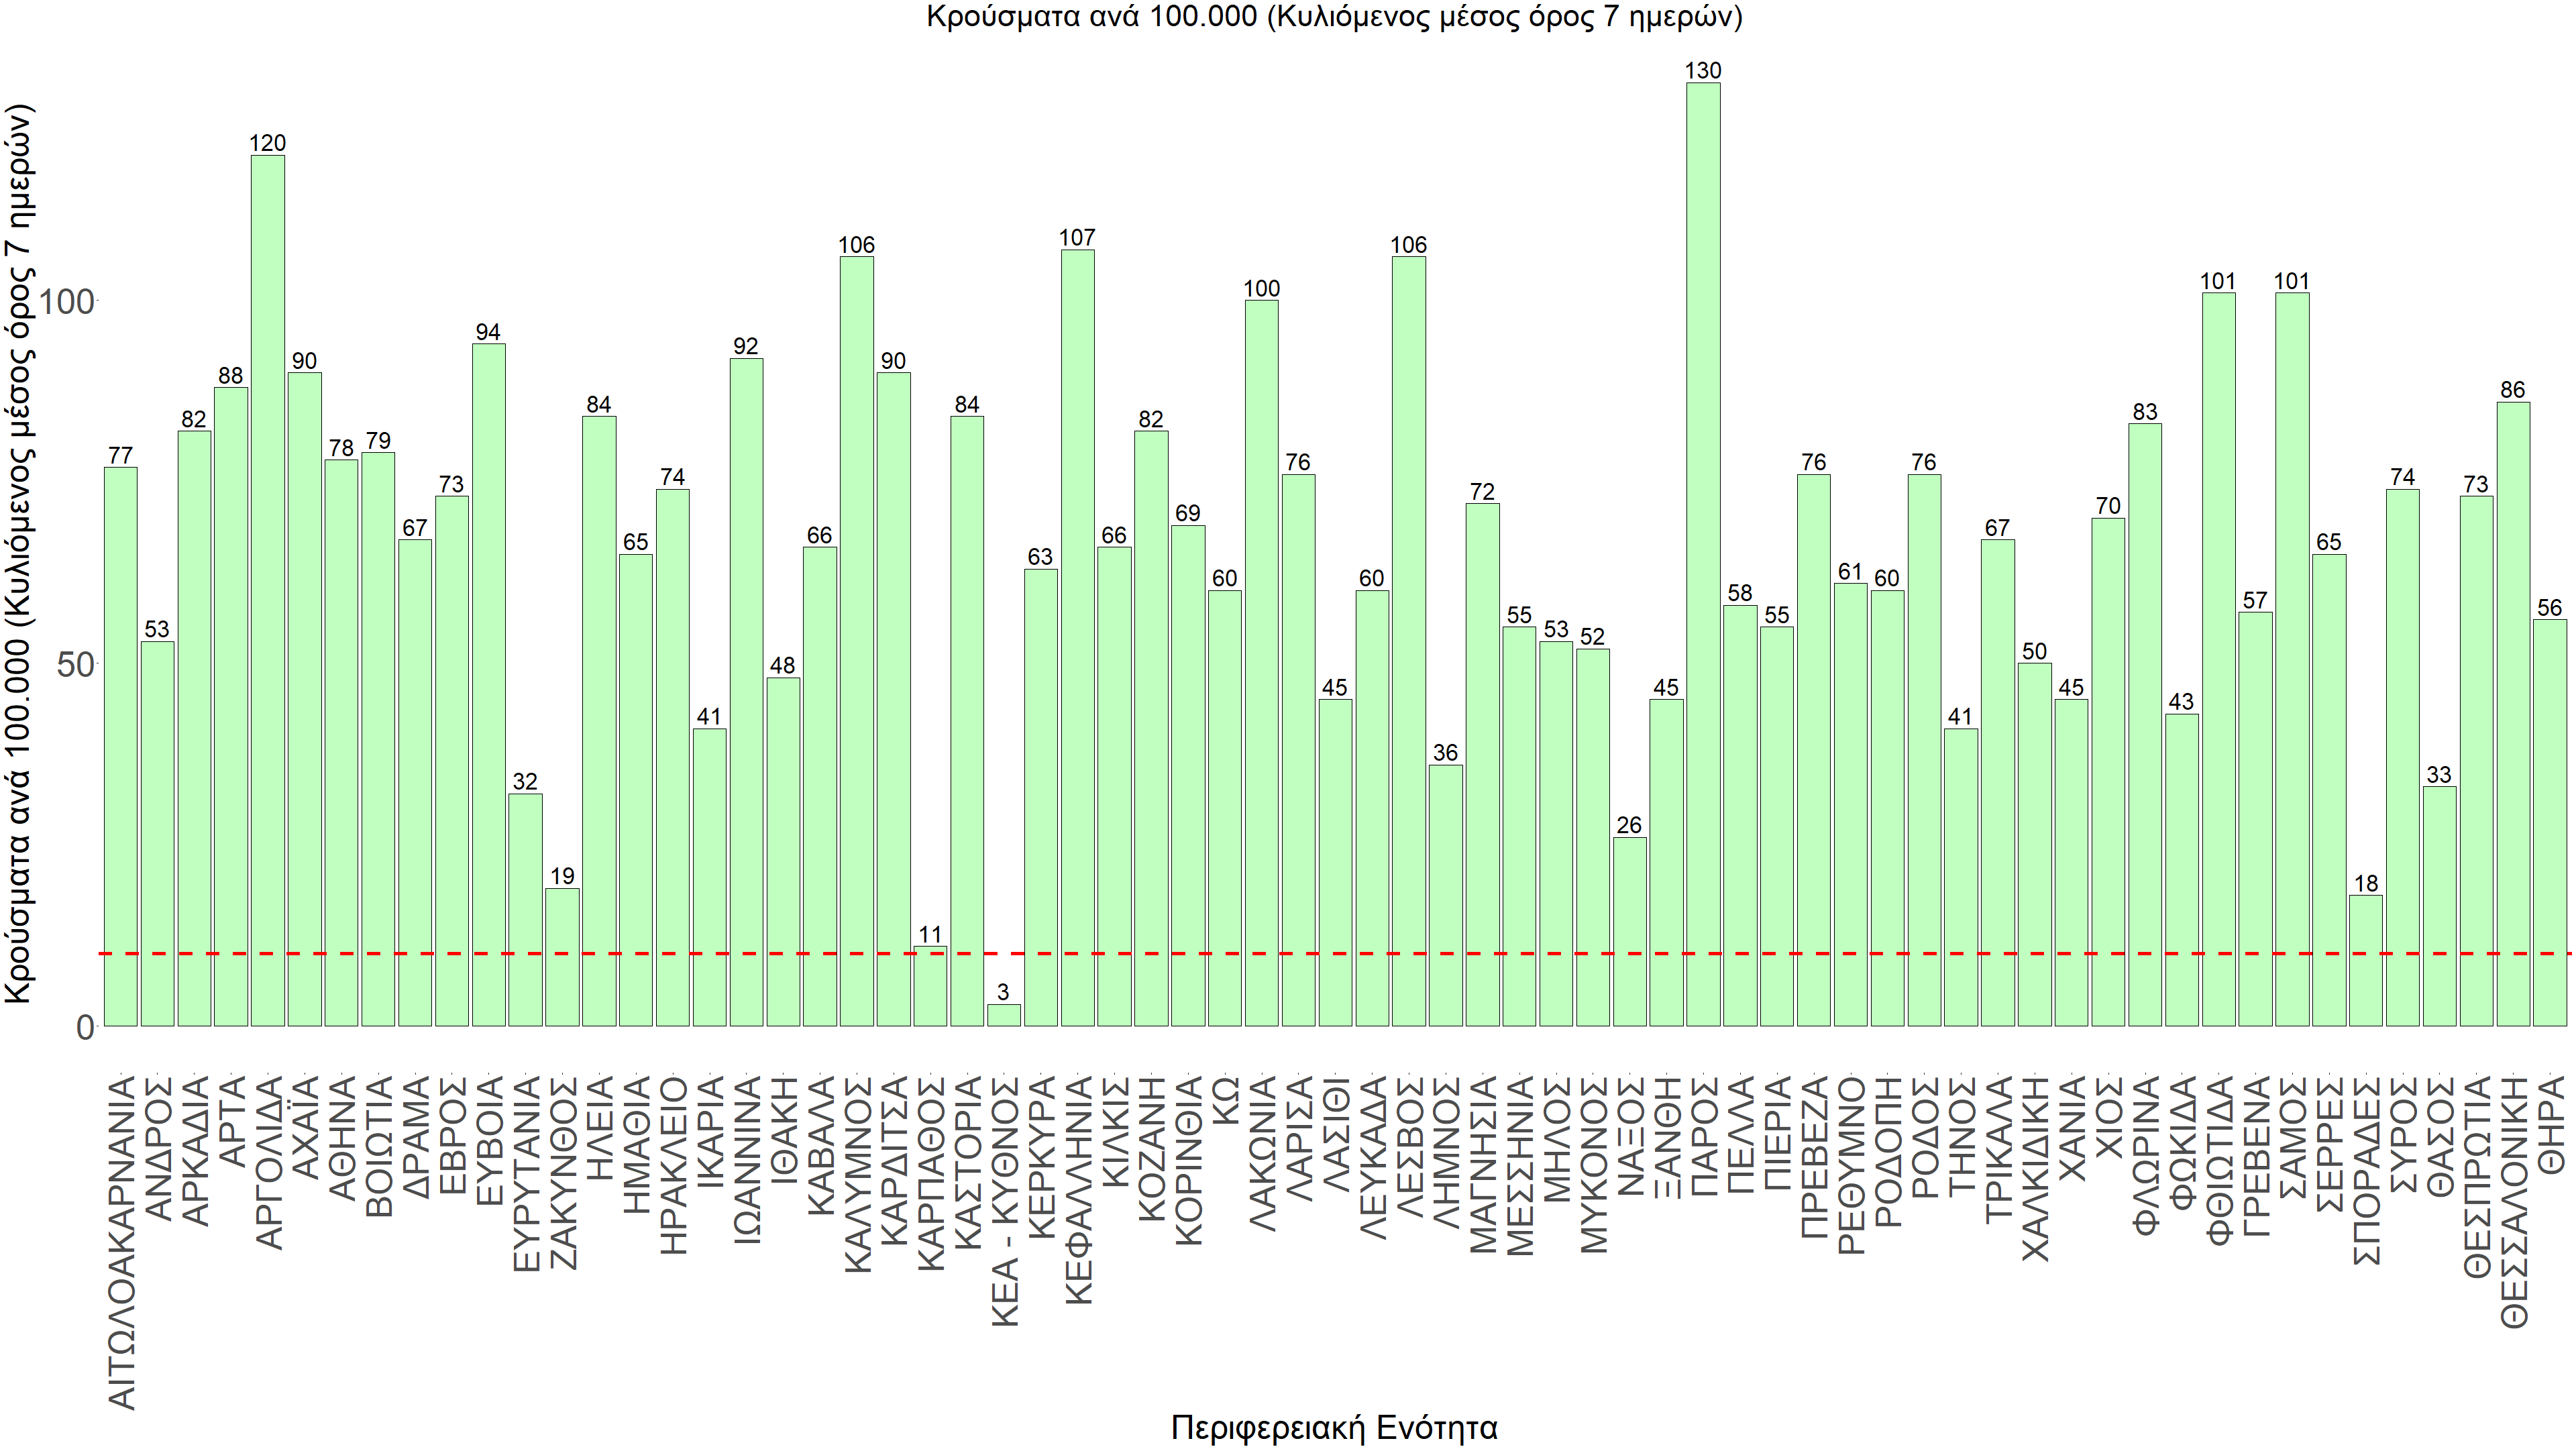 Κρούσματα ανά 100.000 (Κυλιόμενος μέσος όρος 7 ημερών)
Κρούσματα ανά 100.000 (Κυλιόμενος μέσος όρος 7 ημιερών)
100
50
0
77
53
82
88
120
90
78
79
67
73
94
32
19
84
65
74
41
92
48
66
106
90
11
84
3
63
107
66
82
69
60
100
76
45
60
106
36
72
55
53
52
26
45
130
58
55
76
61
60
76
41
67
50
45
70
83
43
101
57
101
65
18
74
33
73
86
56
ΑΙΤΩΛΟΑΚΑΡΝΑΝΙΑ
ΑΝΔΡΟΣ
ΑΡΚΑΔΙΑ
ΑΡΤΑ
ΑΡΓΟΛΙΔΑ
ΑΧΑΪΑ
ΑΘΗΝΑ
ΒΟΙΩΤΙΑ
ΔΡΑΜΑ
ΕΒΡΟΣ
ΕΥΒΟΙΑ
ΕΥΡΥΤΑΝΙΑ
ΖΑΚΥΝΘΟΣ
ΗΛΕΙΑ
ΗΜΑΘΙΑ
ΗΡΑΚΛΕΙΟ
ΙΚΑΡΙΑ
ΙΩΑΝΝΙΝΑ
ΙΘΑΚΗ
ΚΑΒΑΛΑ
ΚΑΛΥΜΝΟΣ
ΚΑΡΔΙΤΣΑ
ΚΑΡΠΑΘΟΣ
ΚΑΣΤΟΡΙΑ
ΚΕΑ - ΚΥΘΝΟΣ
ΚΕΡΚΥΡΑ
ΚΕΦΑΛΛΗΝΙΑ
ΚΙΛΚΙΣ
ΚΟΖΑΝΗ
ΚΟΡΙΝΘΙΑ
ΚΩ
ΛΑΚΩΝΙΑ
ΛΑΡΙΣΑ
ΛΑΣΙΘΙ
ΛΕΥΚΑΔΑ
ΛΕΣΒΟΣ
ΛΗΜΝΟΣ
ΜΑΓΝΗΣΙΑ
ΜΕΣΣΗΝΙΑ
ΜΗΛΟΣ
ΜΥΚΟΝΟΣ
ΝΑΞΟΣ
ΞΑΝΘΗ
ΠΑΡΟΣ
ΠΕΛΛΑ
ΠΙΕΡΙΑ
ΠΡΕΒΕΖΑ
ΡΕΘΥΜΝΟ
ΡΟΔΟΠΗ
ΡΟΔΟΣ
ΤΗΝΟΣ
ΤΡΙΚΑΛΑ
ΧΑΛΚΙΔΙΚΗ
ΧΑΝΙΑ
ΧΙΟΣ
ΦΛΩΡΙΝΑ
ΦΩΚΙΔΑ
ΦΘΙΩΤΙΔΑ
ΓΡΕΒΕΝΑ
ΣΑΜΟΣ
ΣΕΡΡΕΣ
ΣΠΟΡΑΔΕΣ
ΣΥΡΟΣ
ΘΑΣΟΣ
ΘΕΣΠΡΩΤΙΑ
ΘΕΣΣΑΛΟΝΙΚΗ
ΘΗΡΑ
Περιφερειακή Ενότητα